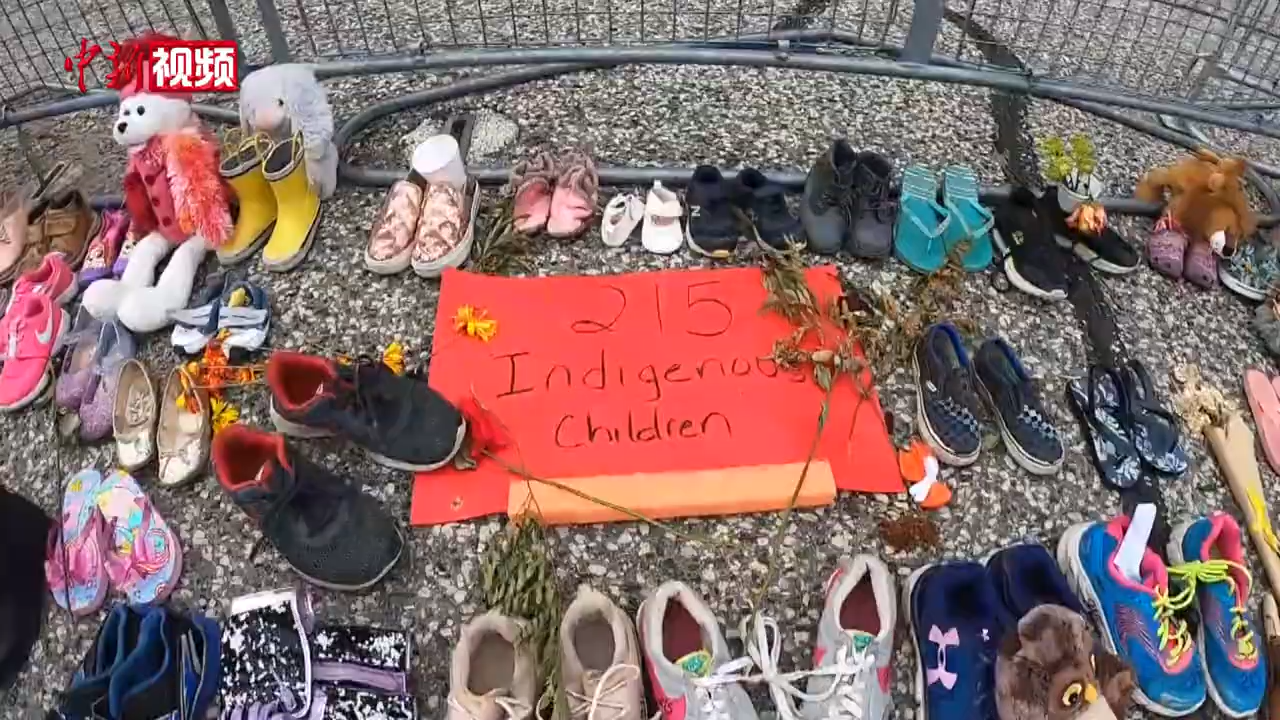 中新视频
215
Indigenous
Children